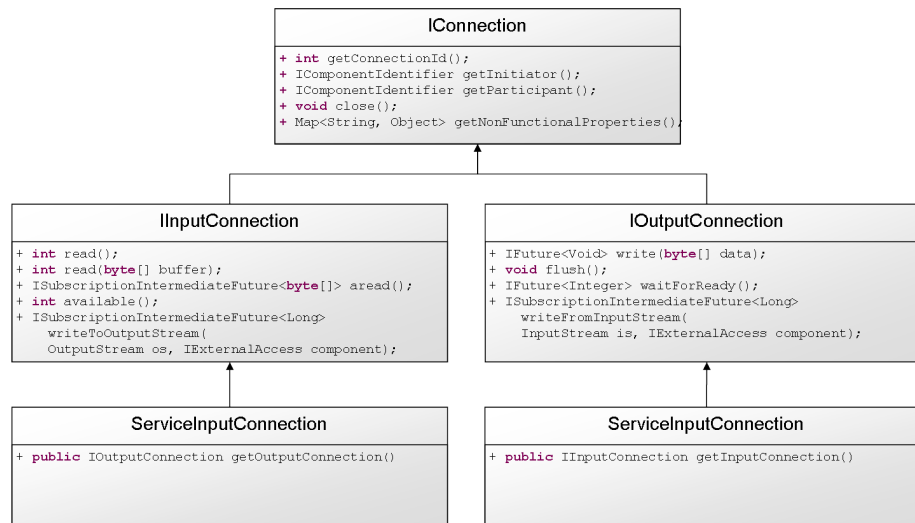 IConnection
+ int getConnectionId();
+ IComponentIdentifier getInitiator();
+ IComponentIdentifier getParticipant();
+ void close();
+ Map<String, Object> getNonFunctionalProperties();
IInputConnection
+ int read();
+ int read(byte[] buffer);
+ ISubscriptionIntermediateFuture<byte[]> aread();
+ int available();
+ ISubscriptionIntermediateFuture<Long>
writeToOutputStream(
OutputStream os, IExternalAccess component);
IOutputConnection
+ IFuture<Void> write(byte[] data);
+ void flush();
+ IFuture<Integer> waitForReady();
+ ISubscriptionIntermediateFuture<Long>
writeFromInputStream(
InputStream is, IExternalAccess component);
ServiceInputConnection
+ public IOutputConnection getOutputConnection()
ServiceInputConnection
+ public IInputConnection getInputConnection()